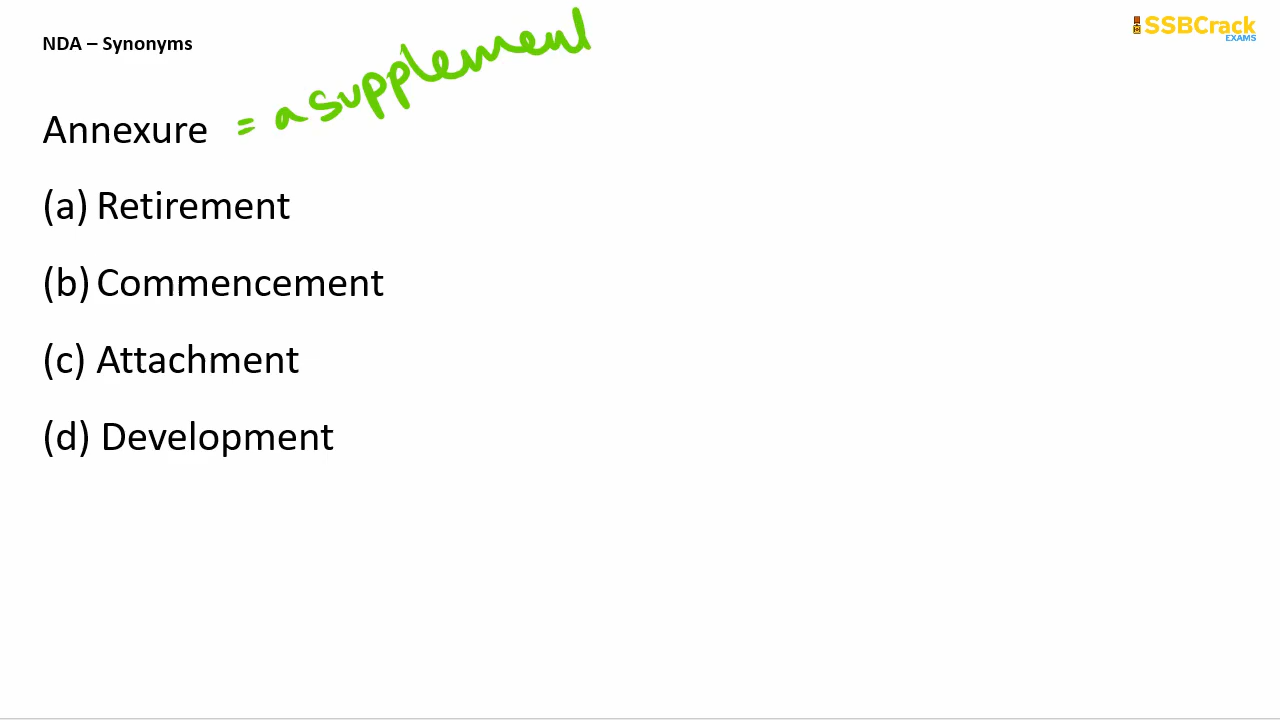 NDA – Synonyms
SSBCrack
EXAMS
Annexure = a supplement
(a) Retirement
(b) Commencement
(c) Attachment
(d) Development